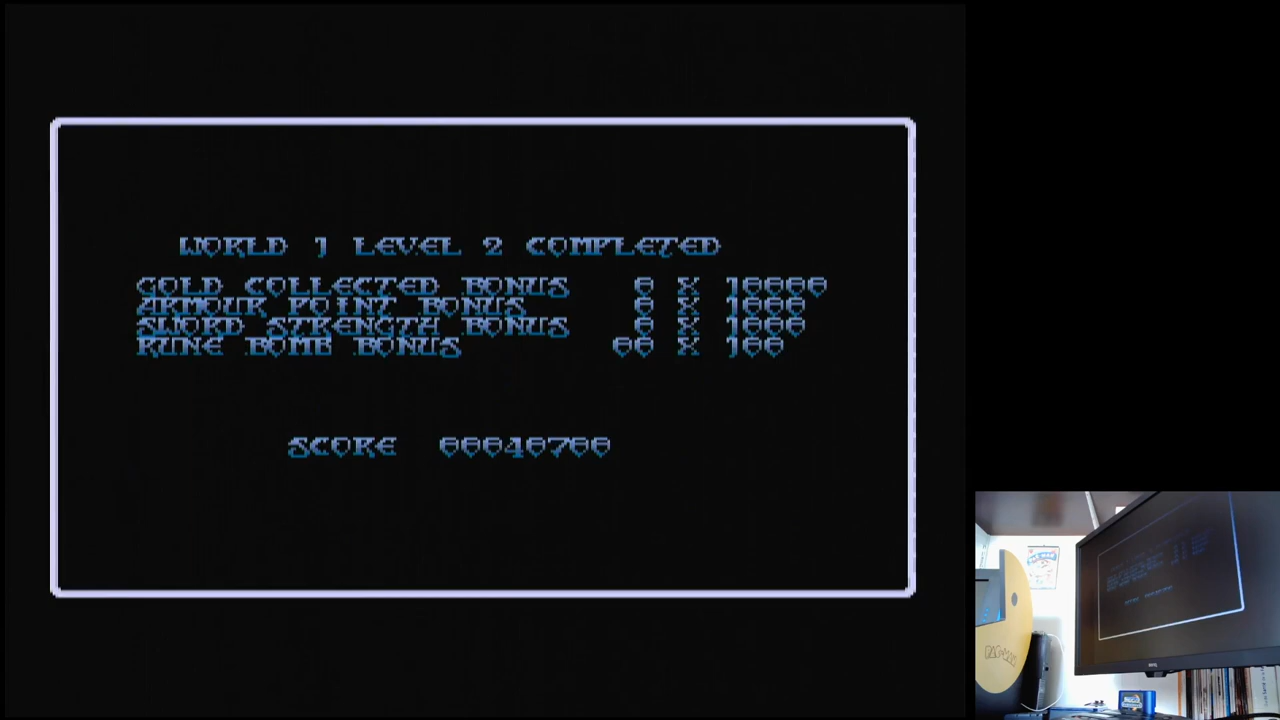 WORLD 1 LEVEL 2 COMPLETED
GOLD COLLECTED BONUS 0 X 10000
ARMOUR POINT BONUS 0 X 1000
SWORD STRENGTH BONUS 0 X 1000
RUNE BOMB BONUS 00 X 100
SCORE 00040700
BenQ